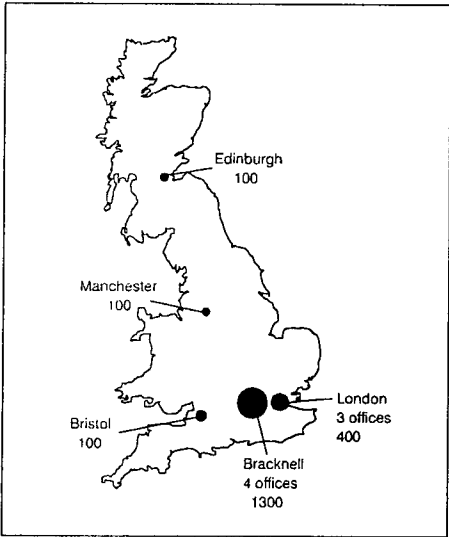 Edinburgh
100
Manchester
100
Bristol
100
London
3 offices
400
Bracknell
4 offices
1300